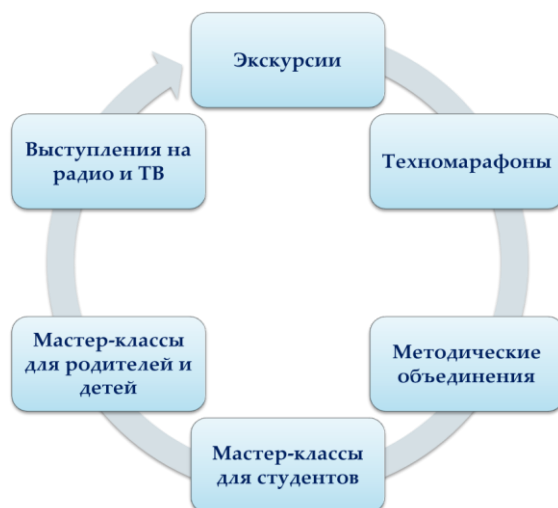 Экскурсии
Техномарафоны
Методические
объединения
Мастер-классы
для студентов
Мастер-классы
для родителей и
детей
Выступления на
радио и ТВ